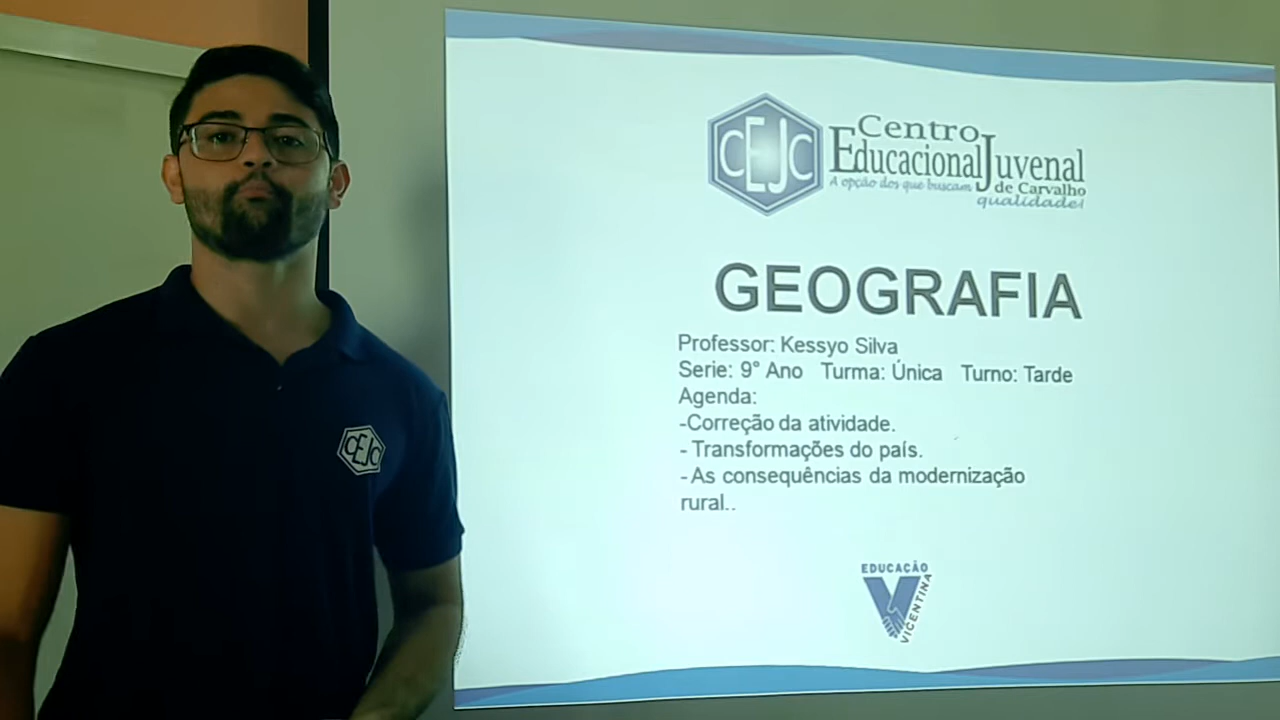 CEJC
Centro
Educacional Juvenal
A opção dos que buscam
de Carvalho
qualidade!
GEOGRAFIA
Professor: Kessyo Silva
Serie: 9° Ano Turma: Única Turno: Tarde
Agenda:
-Correção da atividade.
- Transformações do país.
- As consequências da modernização
rural..
EDUCAÇÃO
V
VICENTINA
CEJC